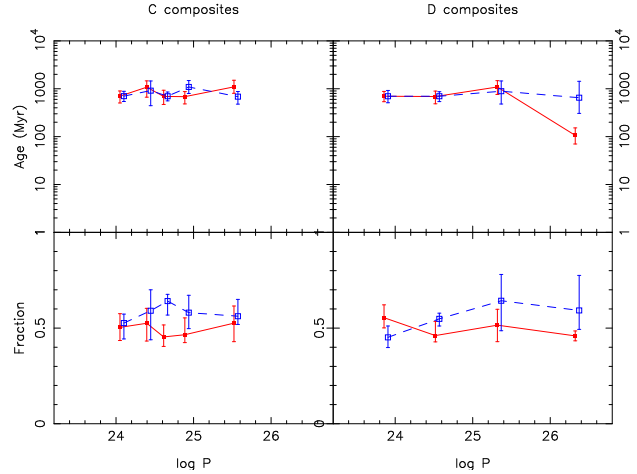 C composites D composites
10⁴ 10⁴
1000 1000
Age (Myr)
100 100
10 10
1 1
Fraction
0.5 0.5
0 0
24 25 26 24 25 26
log P log P